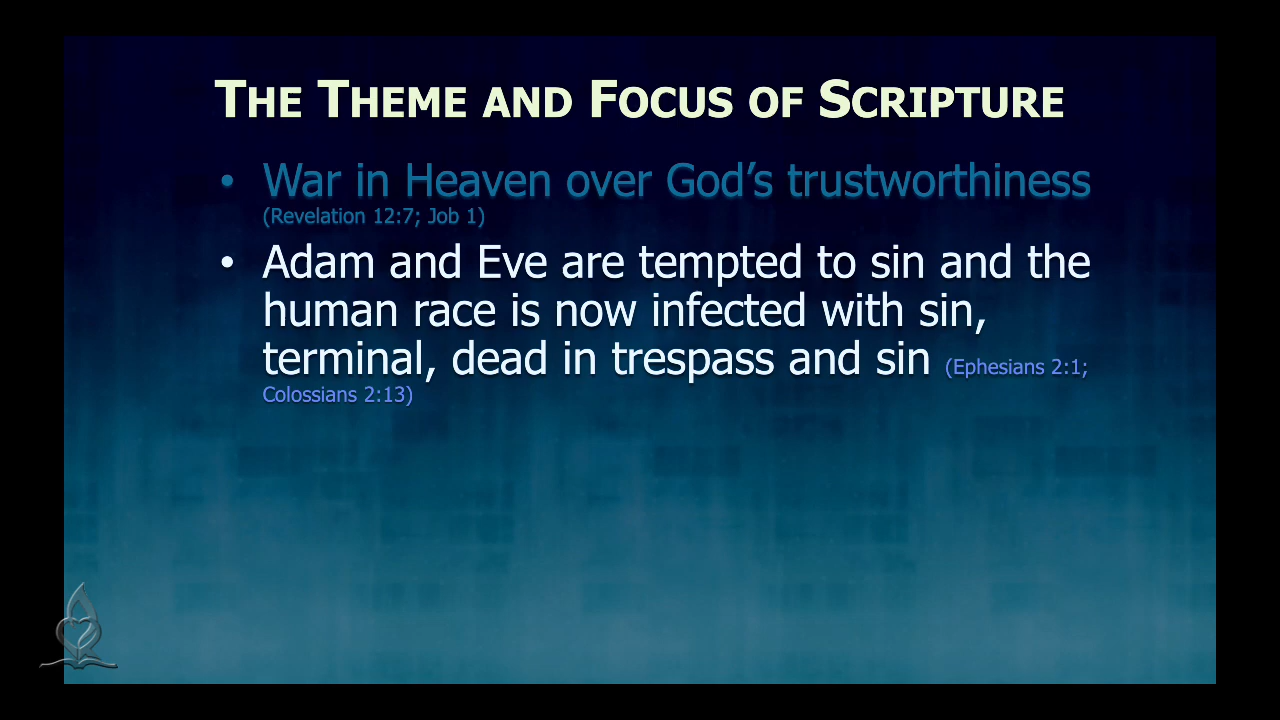 THE THEME AND FOCUS OF SCRIPTURE
• War in Heaven over God’s trustworthiness
(Revelation 12:7; Job 1)
• Adam and Eve are tempted to sin and the
human race is now infected with sin,
terminal, dead in trespass and sin (Ephesians 2:1;
Colossians 2:13)